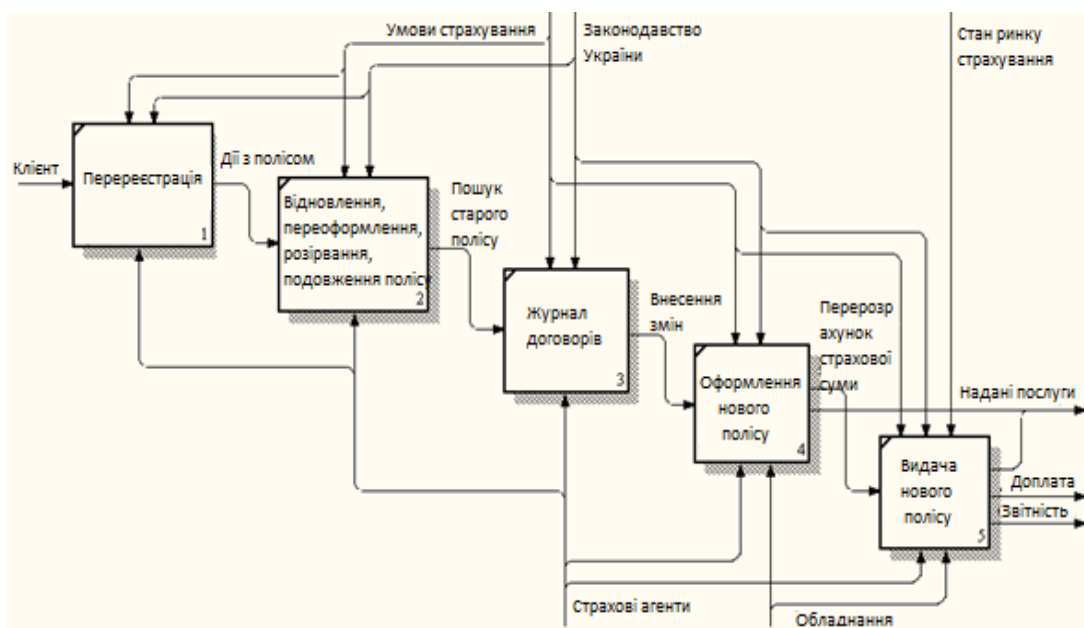 Умови страхування
Законодавство
України
Стан ринку
страхування
Клієнт
Перереєстрація
1
Дії з полісом
Відновлення,
переоформлення,
розірвання,
подовження полісу
2
Пошук
старого
полісу
Журнал
договорів
3
Внесення
змін
Оформлення
нового
полісу
4
Перерозр
ахунок
страхової
суми
Надані послуги
Видача
нового
полісу
5
Доплата
Звітність
Страхові агенти
Обладнання